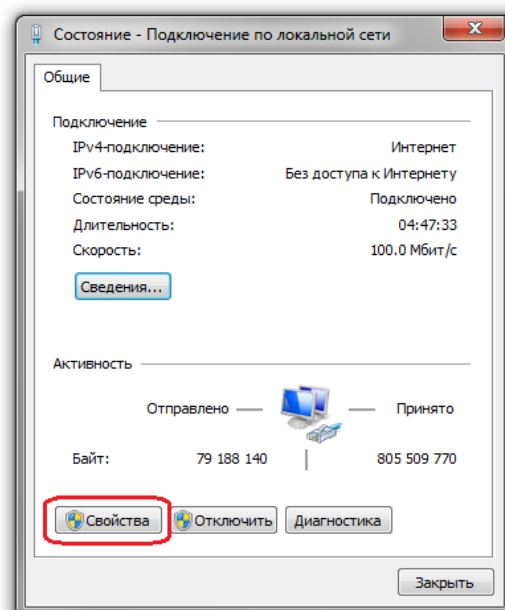 Состояние - Подключение по локальной сети
Общие
Подключение
IPv4-подключение: Интернет
IPv6-подключение: Без доступа к Интернету
Состояние среды: Подключено
Длительность: 04:47:33
Скорость: 100.0 Мбит/с
Сведения...
Активность
Отправлено — Принято
Байт: 79 188 140 805 509 770
Свойства Отключить Диагностика
Закрыть